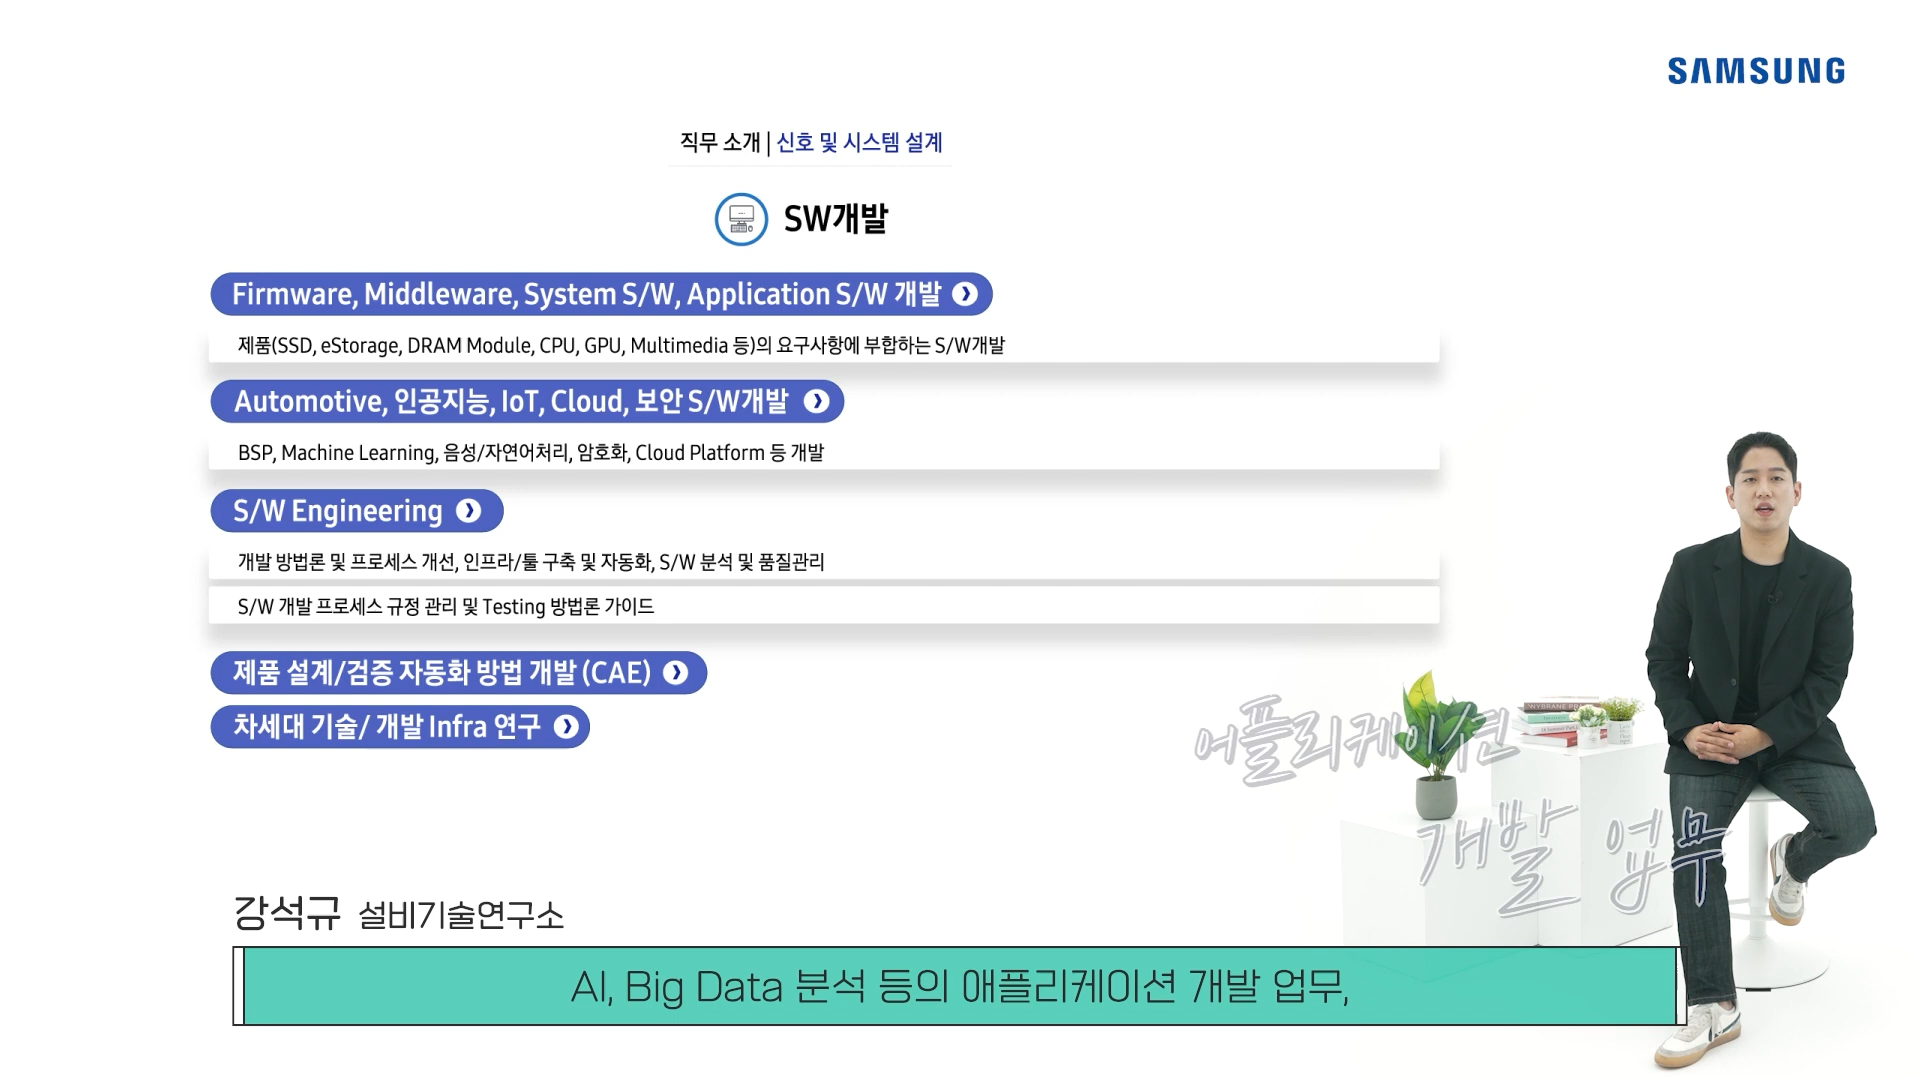 SAMSUNG
직무 소개 | 신호 및 시스템 설계
SW개발
Firmware, Middleware, System S/W, Application S/W 개발
제품(SSD, eStorage, DRAM Module, CPU, GPU, Multimedia 등)의 요구사항에 부합하는 S/W개발
Automotive, 인공지능, IoT, Cloud, 보안 S/W개발
BSP, Machine Learning, 음성/자연어처리, 암호화, Cloud Platform 등 개발
S/W Engineering
개발 방법론 및 프로세스 개선, 인프라/툴 구축 및 자동화, S/W 분석 및 품질관리
S/W 개발 프로세스 규정 관리 및 Testing 방법론 가이드
제품 설계/검증 자동화 방법 개발 (CAE)
차세대 기술/ 개발 Infra 연구
어플리케이션
개발 업무
강석규 설비기술연구소
AI, Big Data 분석 등의 애플리케이션 개발 업무,